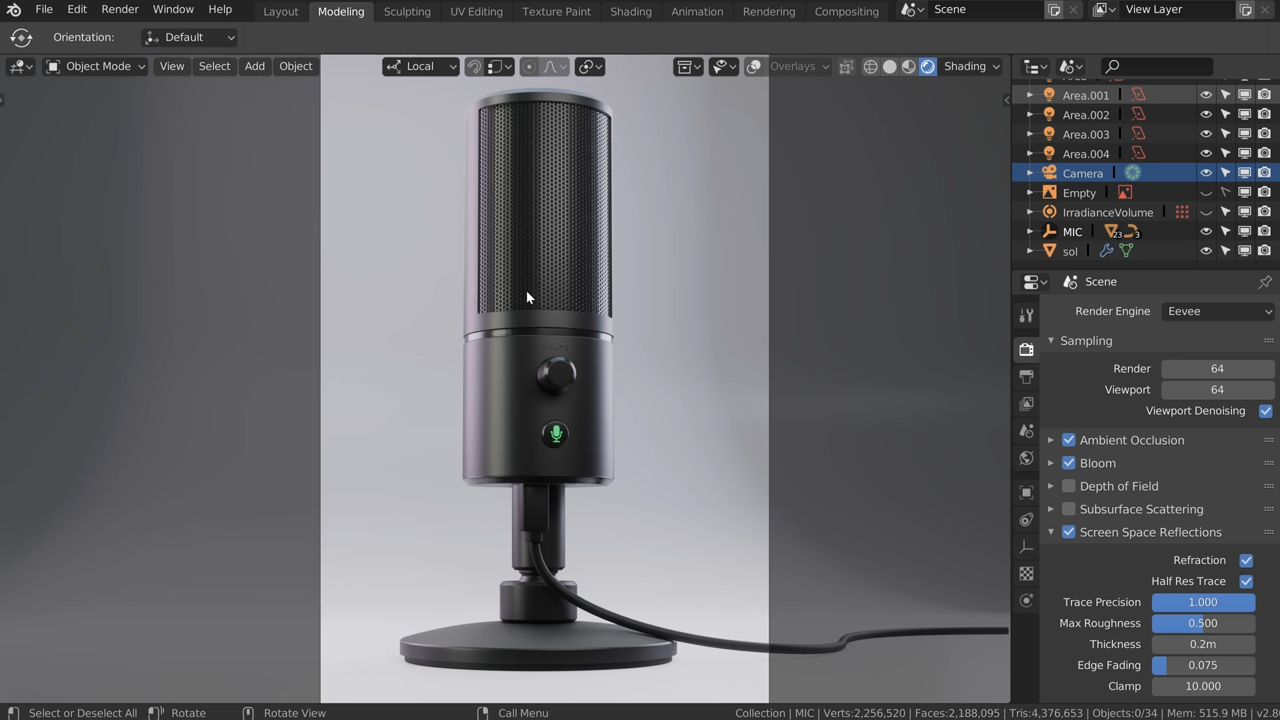 File Edit Render Window Help Layout Modeling Sculpting UV Editing Texture Paint Shading Animation Rendering Compositing Scene View Layer
Orientation: Default
Object Mode View Select Add Object Local Overlays Shading
Area.001
Area.002
Area.003
Area.004
Camera
Empty
IrradianceVolume
MIC 23 3
sol
Scene
Render Engine Eevee
Sampling
Render 64
Viewport 64
Viewport Denoising
Ambient Occlusion
Bloom
Depth of Field
Subsurface Scattering
Screen Space Reflections
Refraction
Half Res Trace
Trace Precision 1.000
Max Roughness 0.500
Thickness 0.2m
Edge Fading 0.075
Clamp 10.000
Select or Deselect All Rotate Rotate View Call Menu Collection | MIC | Verts:2,256,520 | Faces:2,188,095 | Tris:4,376,653 | Objects:0/34 | Mem: 515.9 MB | v2.8